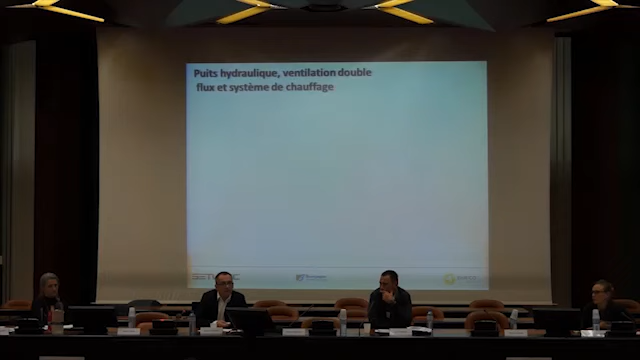 Puits hydraulique, ventilation double
flux et système de chauffage